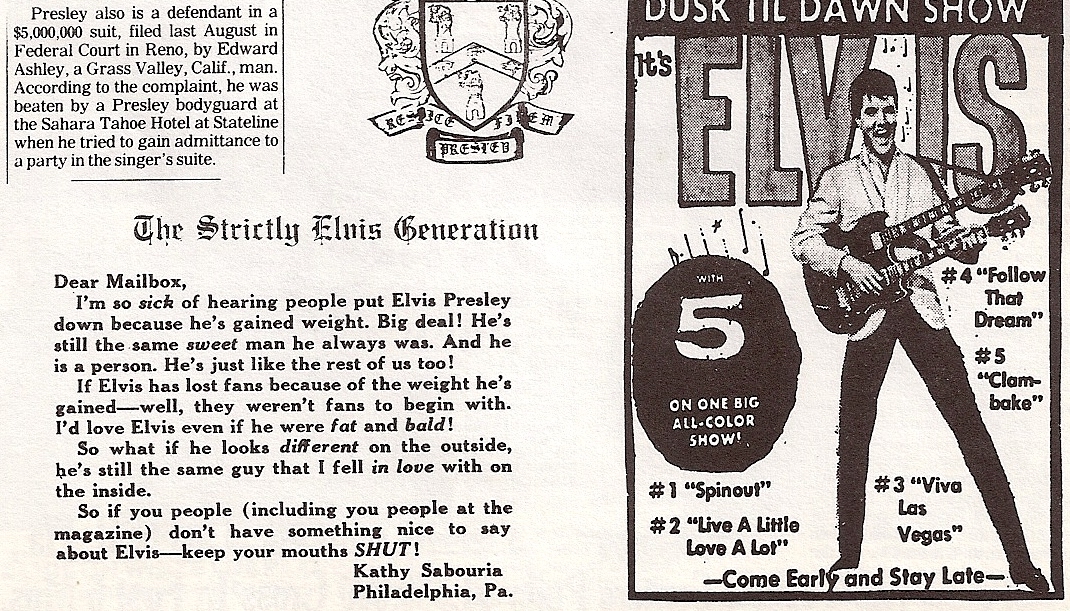 Presley also is a defendant in a
$5,000,000 suit, filed last August in
Federal Court in Reno, by Edward
Ashley, a Grass Valley, Calif., man.
According to the complaint, he was
beaten by a Presley bodyguard at
the Sahara Tahoe Hotel at Stateline
when he tried to gain admittance to
a party in the singer's suite.
PRESLEY
The Strictly Elvis Generation
Dear Mailbox,
I'm so sick of hearing people put Elvis Presley
down because he's gained weight. Big deal! He's
still the same sweet man he always was. And he
is a person. He's just like the rest of us too!
If Elvis has lost fans because of the weight he's
gained—well, they weren't fans to begin with.
I'd love Elvis even if he were fat and bald!
So what if he looks different on the outside,
he's still the same guy that I fell in love with on
the inside.
So if you people (including you people at the
magazine) don't have something nice to say
about Elvis—keep your mouths SHUT!
Kathy Sabouria
Philadelphia, Pa.
DUSK TIL DAWN SHOW
It's
ELVIS
WITH
5
ON ONE BIG
ALL-COLOR
SHOW!
#1 "Spinout"
#2 "Live A Little
Love A Lot"
#3 "Viva
Las
Vegas"
#4 "Follow
That
Dream"
#5
"Clam-
bake"
—Come Early and Stay Late—